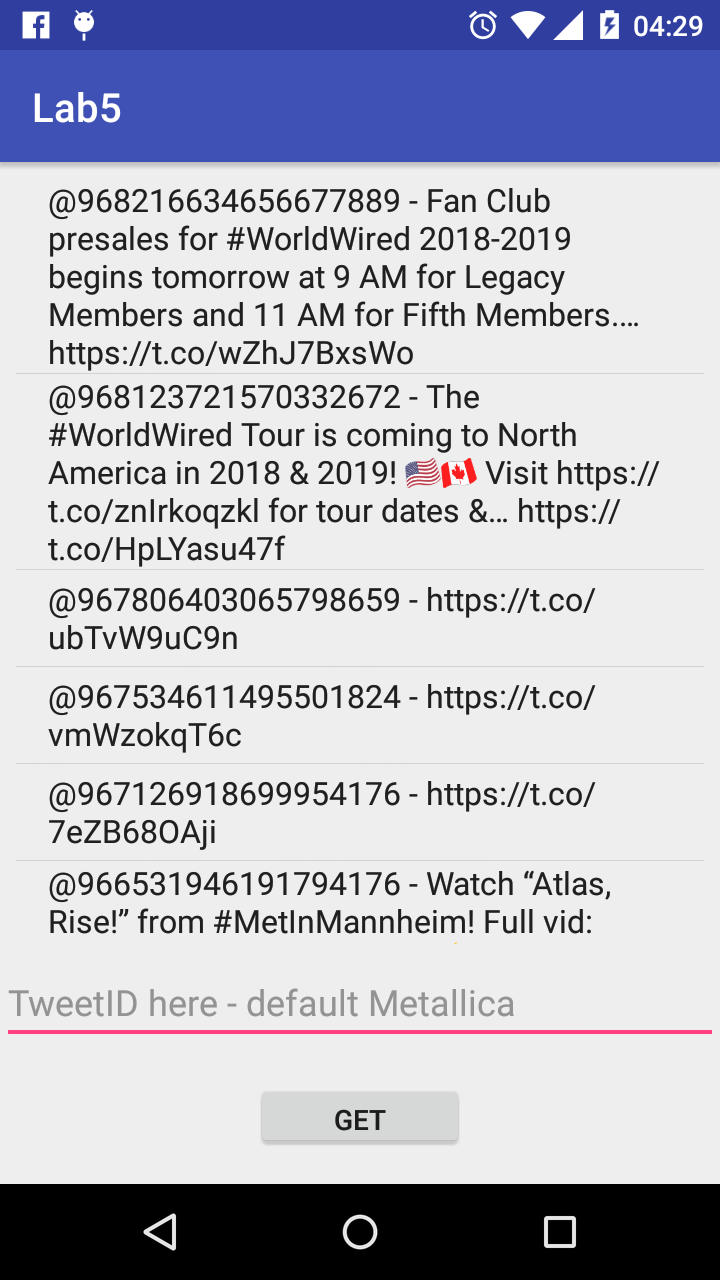 04:29
Lab5
@968216634656677889 - Fan Club
presales for #WorldWired 2018-2019
begins tomorrow at 9 AM for Legacy
Members and 11 AM for Fifth Members.…
https://t.co/wZhJ7BxsWo
@968123721570332672 - The
#WorldWired Tour is coming to North
America in 2018 & 2019! 🇺🇸🇨🇦 Visit https://
t.co/znIrkoqzkl for tour dates &… https://
t.co/HpLYasu47f
@967806403065798659 - https://t.co/
ubTvW9uC9n
@967534611495501824 - https://t.co/
vmWzokqT6c
@967126918699954176 - https://t.co/
7eZB68OAji
@966531946191794176 - Watch “Atlas,
Rise!” from #MetInMannheim! Full vid:
TweetID here - default Metallica
GET